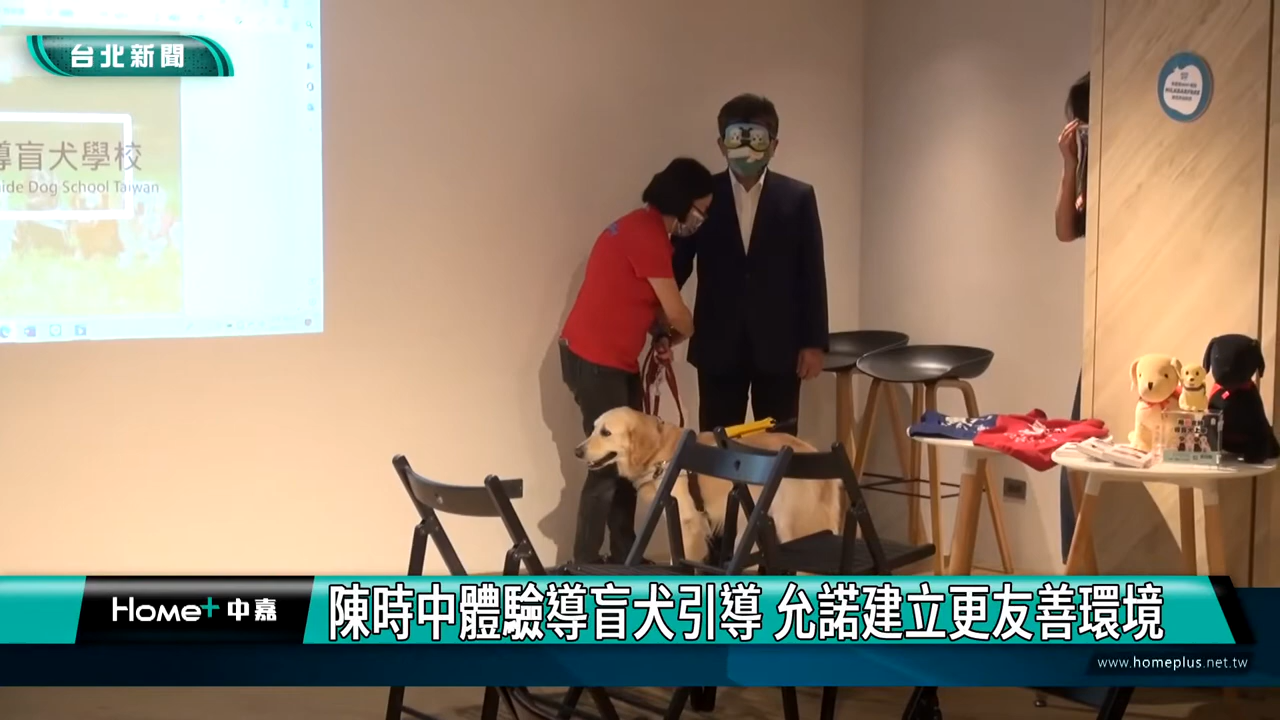 台北新聞
導盲犬學校
ide Dog School Taiwan
Home+ 中嘉
陳時中體驗導盲犬引導 允諾建立更友善環境
www.homeplus.net.tw